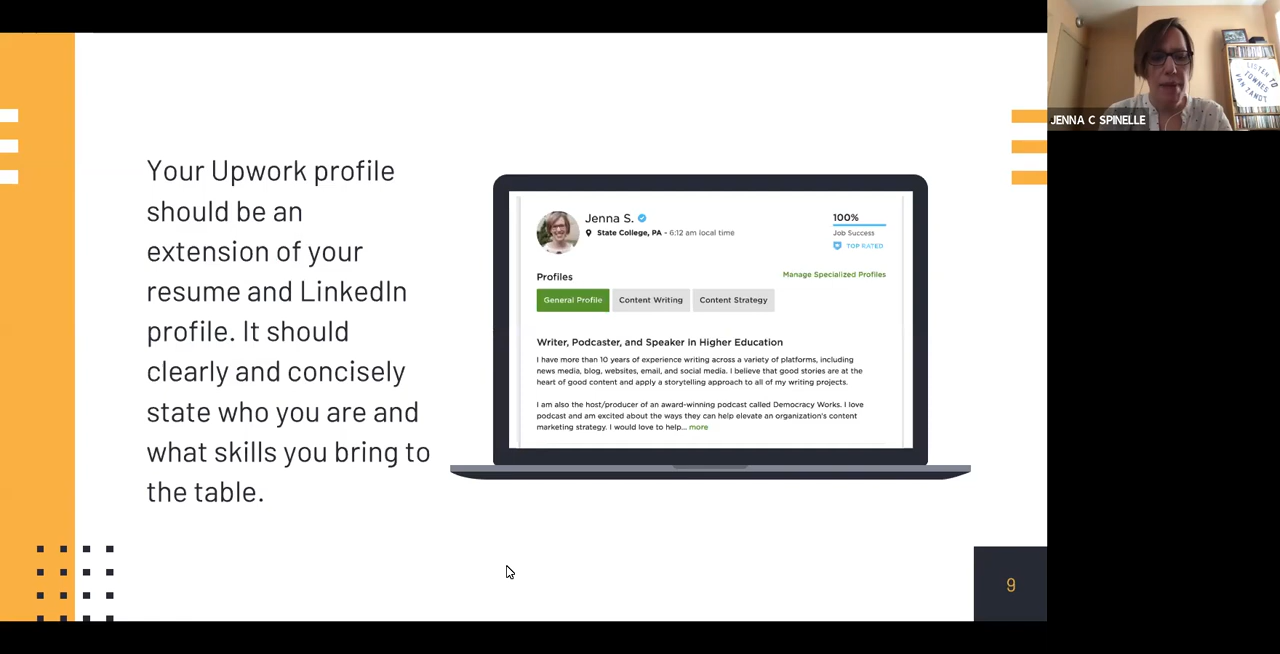 Your Upwork profile
should be an
extension of your
resume and LinkedIn
profile. It should
clearly and concisely
state who you are and
what skills you bring to
the table.
Jenna S.
State College, PA - 6:12 am local time
100%
Job Success
TOP RATED
Profiles
Manage Specialized Profiles
General Profile
Content Writing
Content Strategy
Writer, Podcaster, and Speaker in Higher Education
I have more than 10 years of experience writing across a variety of platforms, including
news media, blog, websites, email, and social media. I believe that good stories are at the
heart of good content and apply a storytelling approach to all of my writing projects.
I am also the host/producer of an award-winning podcast called Democracy Works. I love
podcast and am excited about the ways they can help elevate an organization's content
marketing strategy. I would love to help... more
9
LISTEN TO
TOWNES
VAN ZANDT
JENNA C SPINELLE